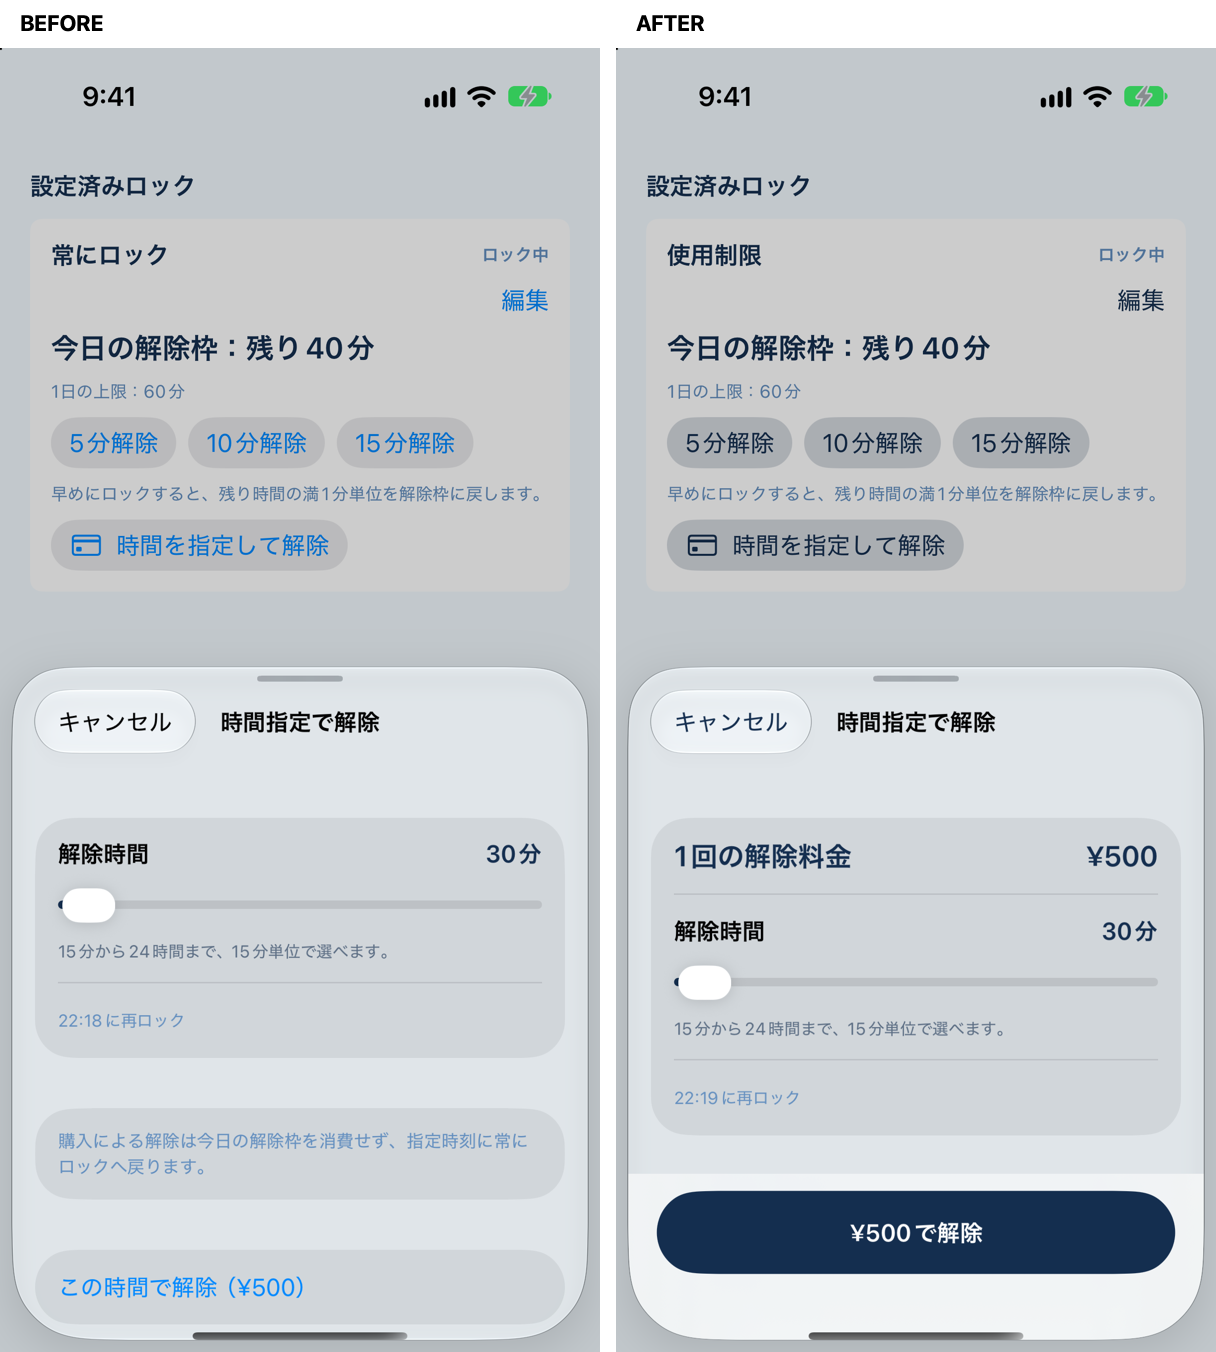 BEFORE
9:41
設定済みロック
常にロック
ロック中
編集
今日の解除枠：残り40分
1日の上限：60分
5分解除 10分解除 15分解除
早めにロックすると、残り時間の満1分単位を解除枠に戻します。
時間を指定して解除
キャンセル 時間指定で解除
解除時間 30分
15分から24時間まで、15分単位で選べます。
22:18に再ロック
購入による解除は今日の解除枠を消費せず、指定時刻に常に
ロックへ戻ります。
この時間で解除（¥500）
AFTER
9:41
設定済みロック
使用制限
ロック中
編集
今日の解除枠：残り40分
1日の上限：60分
5分解除 10分解除 15分解除
早めにロックすると、残り時間の満1分単位を解除枠に戻します。
時間を指定して解除
キャンセル 時間指定で解除
1回の解除料金 ¥500
解除時間 30分
15分から24時間まで、15分単位で選べます。
22:19に再ロック
¥500で解除